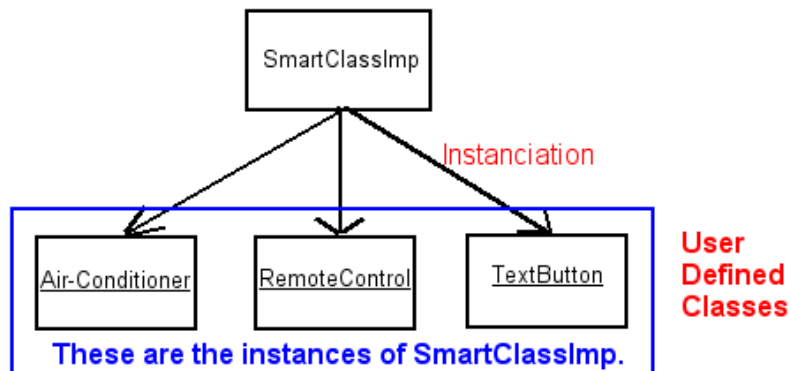 SmartClassImp
Instanciation
Air-Conditioner
RemoteControl
TextButton
User
Defined
Classes
These are the instances of SmartClassImp.